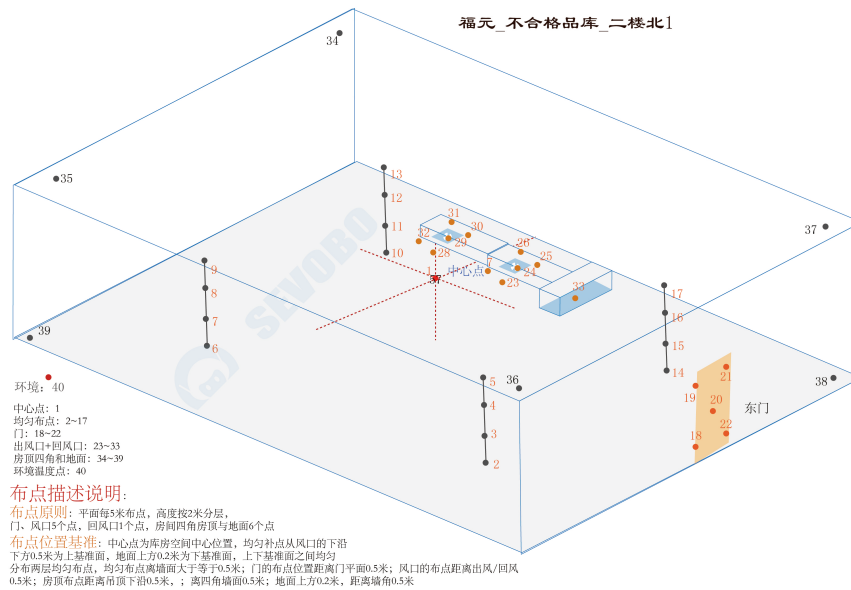 福元_不合格品库_二楼北1
34
35
13
12
11
10
31
30
32
29
28
26
25
7
24
23
1
中心点
33
37
9
8
7
6
17
16
15
14
39
36
38
5
4
3
2
21
19
20
22
18
东门
SEVOBO
环境：40
中心点：1
均匀布点：2~17
门：18~22
出风口+回风口：23~33
房顶四角和地面：34~39
环境温度点：40
布点描述说明：
布点原则：平面每5米布点，高度按2米分层，
门、风口5个点，回风口1个点，房间四角房顶与地面6个点
布点位置基准：中心点为库房空间中心位置，均匀补点从风口的下沿
下方0.5米为上基准面，地面上方0.2米为下基准面，上下基准面之间均匀
分布两层均匀布点，均匀布点离墙面大于等于0.5米；门的布点位置距离门平面0.5米；风口的布点距离出风/回风
0.5米；房顶布点距离吊顶下沿0.5米，；离四角墙面0.5米；地面上方0.2米，距离墙角0.5米